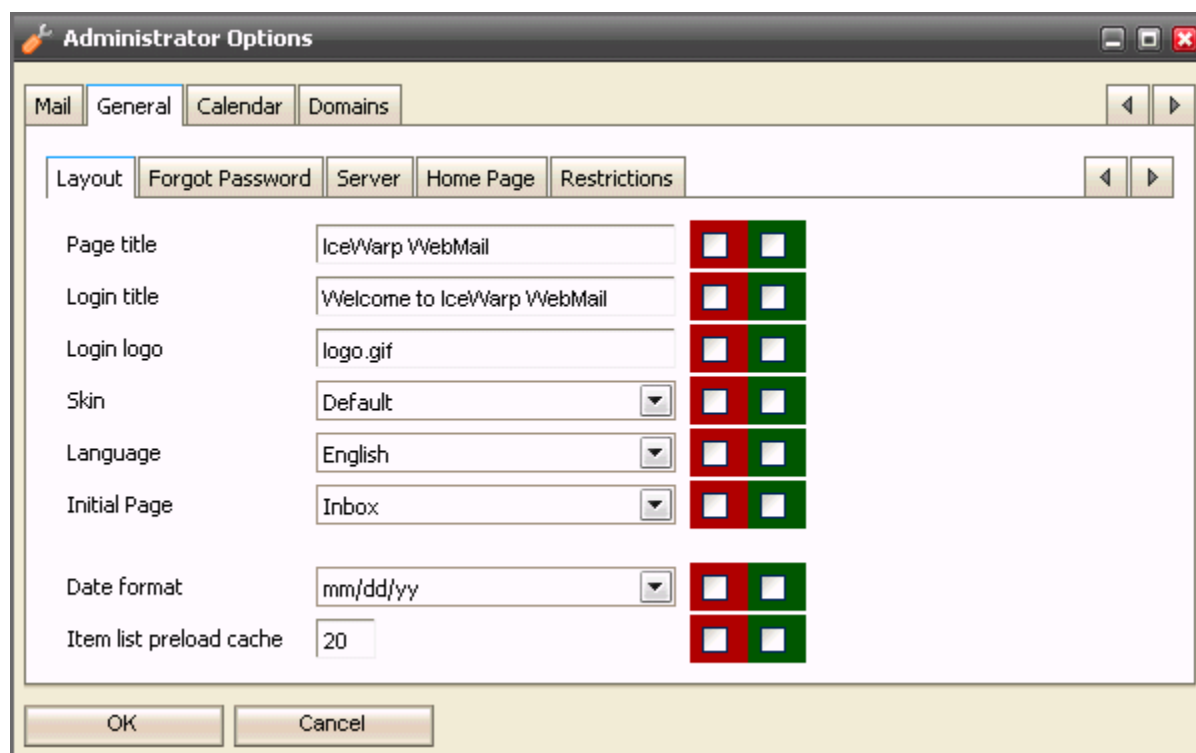 Administrator Options
Mail General Calendar Domains
Layout Forgot Password Server Home Page Restrictions
Page title IceWarp WebMail
Login title Welcome to IceWarp WebMail
Login logo logo.gif
Skin Default
Language English
Initial Page Inbox
Date format mm/dd/yy
Item list preload cache 20
OK Cancel